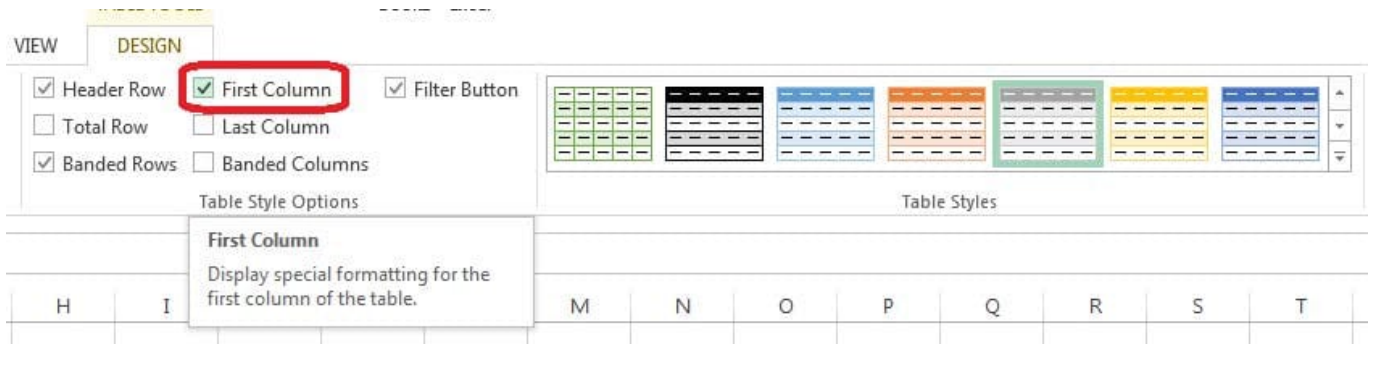 VIEW DESIGN
Header Row First Column Filter Button
Total Row Last Column
Banded Rows Banded Columns
Table Style Options Table Styles
First Column
Display special formatting for the
first column of the table.
H I M N O P Q R S T